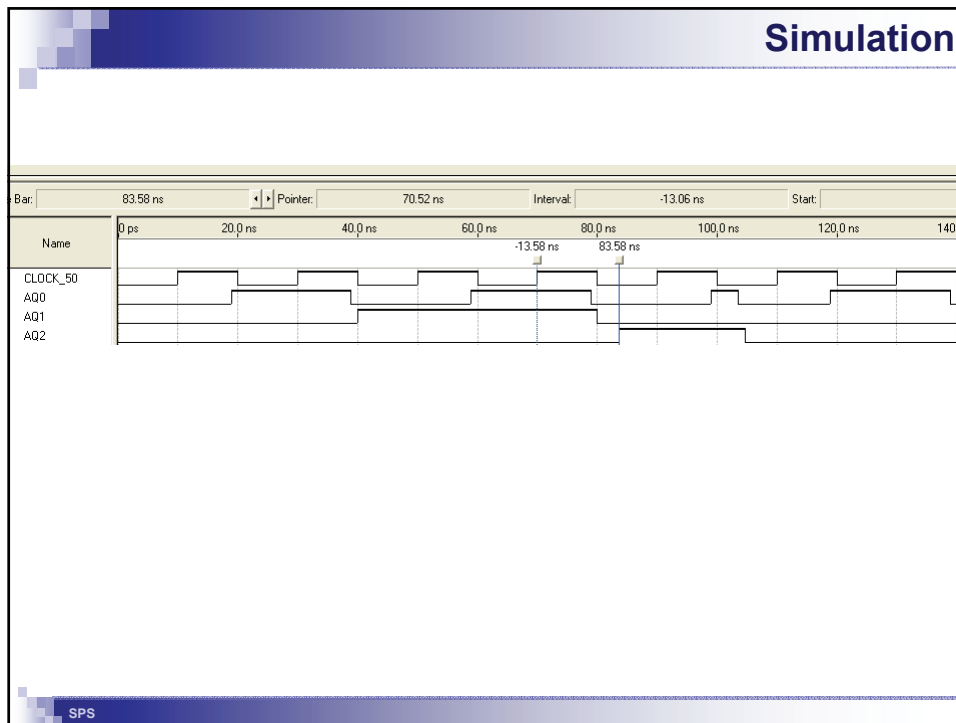 Simulation
e Bar: 83.58 ns Pointer: 70.52 ns Interval: -13.06 ns Start:
Name
0 ps 20.0 ns 40.0 ns 60.0 ns 80.0 ns 100.0 ns 120.0 ns 140
-13.58 ns 83.58 ns
CLOCK_50
AQ0
AQ1
AQ2
SPS